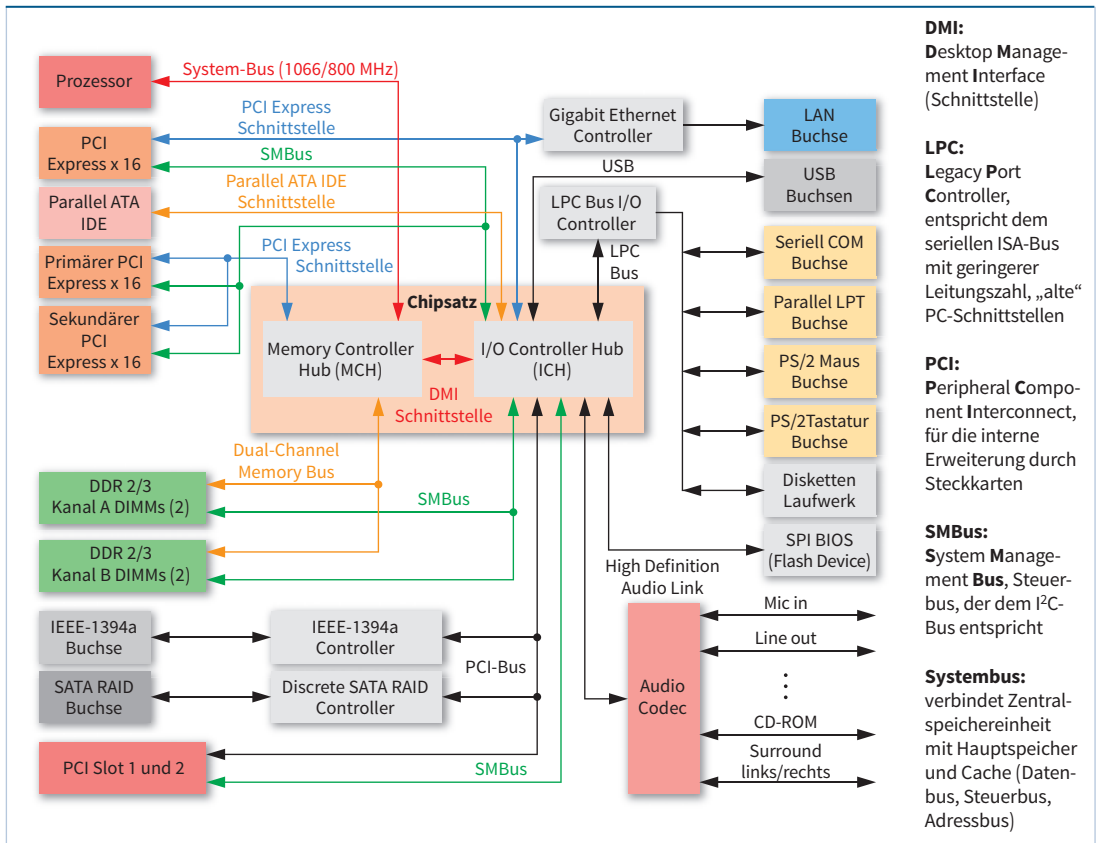 Prozessor
System-Bus (1066/800 MHz)
PCI Express
Schnittstelle
PCI
Express x 16
SMBus
Parallel ATA IDE
Schnittstelle
Parallel ATA
IDE
PCI Express
Schnittstelle
Primärer PCI
Express x 16
Sekundärer
PCI
Express x 16
Gigabit Ethernet
Controller
LAN
Buchse
USB
USB
Buchsen
LPC Bus I/O
Controller
LPC
Bus
Seriell COM
Buchse
Parallel LPT
Buchse
PS/2 Maus
Buchse
PS/2Tastatur
Buchse
Disketten
Laufwerk
SPI BIOS
(Flash Device)
Chipsatz
Memory Controller
Hub (MCH)
I/O Controller Hub
(ICH)
DMI
Schnittstelle
Dual-Channel
Memory Bus
DDR 2/3
Kanal A DIMMs (2)
SMBus
DDR 2/3
Kanal B DIMMs (2)
IEEE-1394a
Buchse
IEEE-1394a
Controller
PCI-Bus
SATA RAID
Buchse
Discrete SATA RAID
Controller
PCI Slot 1 und 2
SMBus
High Definition
Audio Link
Audio
Codec
Mic in
Line out
CD-ROM
Surround
links/rechts
DMI:
Desktop Manage-
ment Interface
(Schnittstelle)
LPC:
Legacy Port
Controller,
entspricht dem
seriellen ISA-Bus
mit geringerer
Leitungszahl, „alte“
PC-Schnittstellen
PCI:
Peripheral Compo-
nent Interconnect,
für die interne
Erweiterung durch
Steckkarten
SMBus:
System Manage-
ment Bus, Steuer-
bus, der dem I²C-
Bus entspricht
Systembus:
verbindet Zentral-
speichereinheit
mit Hauptspeicher
und Cache (Daten-
bus, Steuerbus,
Adressbus)